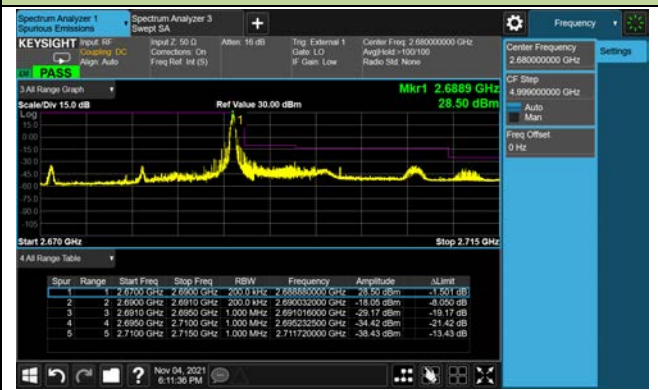 Spectrum Analyzer 1
Spurious Emissions
Spectrum Analyzer 3
Swept SA
+
Frequency
KEYSIGHT
Input: RF
Coupling: DC
Align: Auto
Input Z: 50 Ω
Corrections: On
Freq Ref: Int (S)
Atten: 16 dB
Trig: External 1
Gate: LO
IF Gain: Low
Center Freq: 2.680000000 GHz
Avg|Hold:>100/100
Radio Std: None
PASS
3 All Range Graph
Scale/Div 15.0 dB
Ref Value 30.00 dBm
Mkr1 2.6889 GHz
28.50 dBm
Log
15.0
0.00
-15.0
-30.0
-45.0
-60.0
-75.0
-90.0
-105
1
Start 2.670 GHz
Stop 2.715 GHz
4 All Range Table
Spur Range Start Freq Stop Freq RBW Frequency Amplitude ΔLimit
1 1 2.6700 GHz 2.6900 GHz 200.0 kHz 2.688880000 GHz 28.50 dBm -1.501 dB
2 2 2.6900 GHz 2.6910 GHz 200.0 kHz 2.690032000 GHz -18.05 dBm -8.050 dB
3 3 2.6910 GHz 2.6950 GHz 1.000 MHz 2.691016000 GHz -29.17 dBm -19.17 dB
4 4 2.6950 GHz 2.7100 GHz 1.000 MHz 2.695232500 GHz -34.42 dBm -21.42 dB
5 5 2.7100 GHz 2.7150 GHz 1.000 MHz 2.711720000 GHz -38.43 dBm -13.43 dB
Center Frequency
2.680000000 GHz
Settings
CF Step
4.999000000 GHz
Auto
Man
Freq Offset
0 Hz
?
Nov 04, 2021
6:11:36 PM